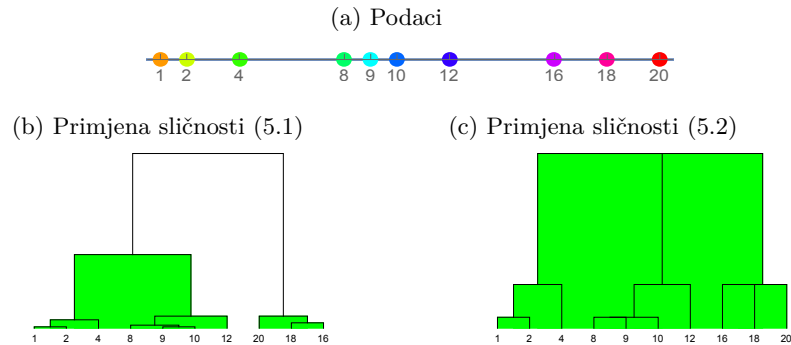 (a) Podaci
1 2 4 8 9 10 12 16 18 20
(b) Primjena sličnosti (5.1)
(c) Primjena sličnosti (5.2)
1 2 4 8 9 10 12 20 18 16
1 2 4 8 9 10 12 16 18 20